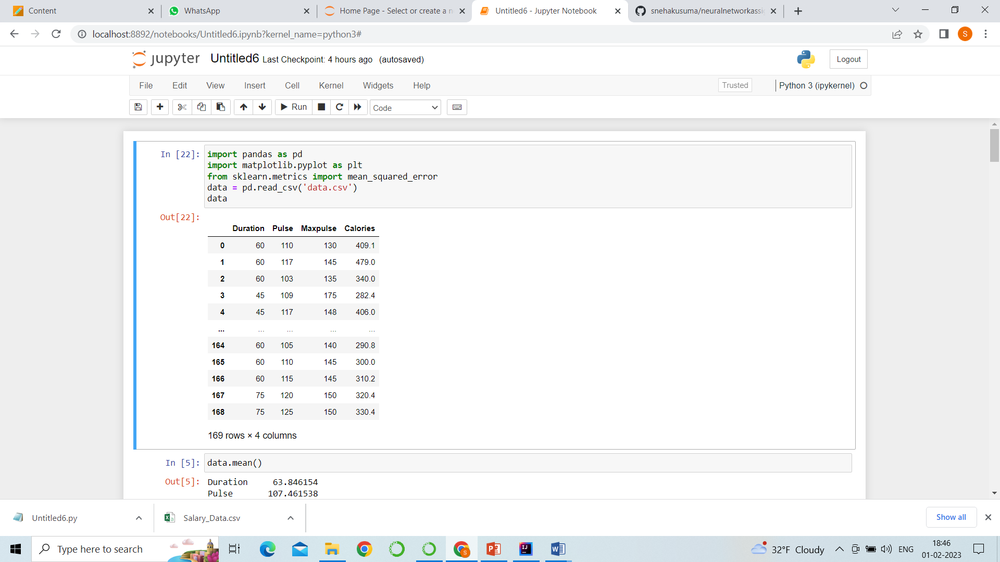 Content
WhatsApp
Home Page - Select or create a n
Untitled6 - Jupyter Notebook
snehakusuma/neuralnetworkassi
localhost:8892/notebooks/Untitled6.ipynb?kernel_name=python3#
S
jupyter Untitled6 Last Checkpoint: 4 hours ago (autosaved)
Logout
File Edit View Insert Cell Kernel Widgets Help
Trusted
Python 3 (ipykernel)
Run
Code
In [22]: import pandas as pd
import matplotlib.pyplot as plt
from sklearn.metrics import mean_squared_error
data = pd.read_csv('data.csv')
data
Out[22]:
Duration Pulse Maxpulse Calories
0 60 110 130 409.1
1 60 117 145 479.0
2 60 103 135 340.0
3 45 109 175 282.4
4 45 117 148 406.0
... ... ... ... ...
164 60 105 140 290.8
165 60 110 145 300.0
166 60 115 145 310.2
167 75 120 150 320.4
168 75 125 150 330.4
169 rows × 4 columns
In [5]: data.mean()
Out[5]: Duration 63.846154
Pulse 107.461538
Untitled6.py
Salary_Data.csv
Show all
Type here to search
32°F Cloudy
ENG
18:46
01-02-2023